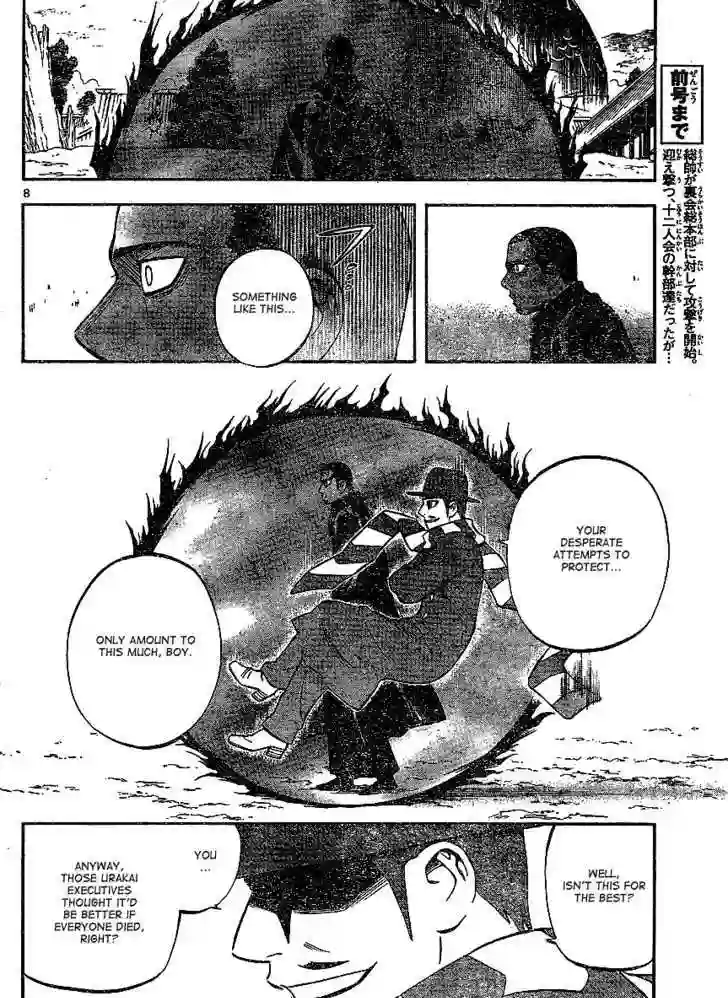 前号まで
総帥が裏会総本部に対して攻撃を開始。
迎え撃つ、十二人会の幹部達だったが…
8
SOMETHING
LIKE THIS...
YOUR
DESPERATE
ATTEMPTS TO
PROTECT...
ONLY AMOUNT TO
THIS MUCH, BOY.
WELL,
ISN'T THIS FOR
THE BEST?
YOU
...
ANYWAY,
THOSE URAKAI
EXECUTIVES
THOUGHT IT'D
BE BETTER IF
EVERYONE DIED,
RIGHT?